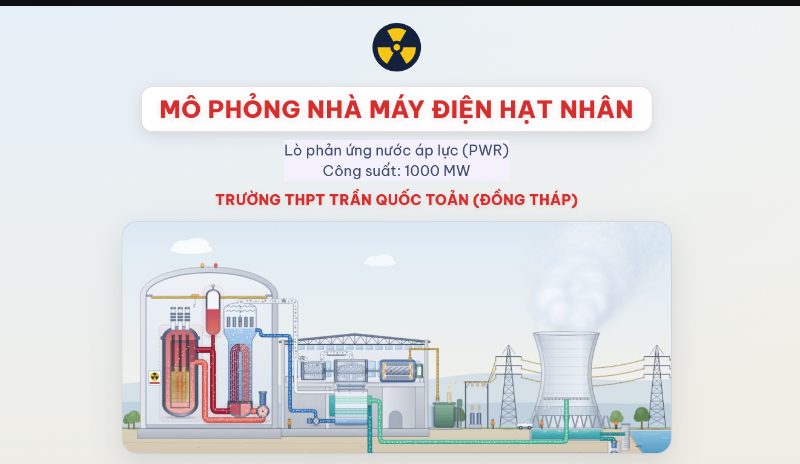 MÔ PHỎNG NHÀ MÁY ĐIỆN HẠT NHÂN
Lò phản ứng nước áp lực (PWR)
Công suất: 1000 MW
TRƯỜNG THPT TRẦN QUỐC TOẢN (ĐỒNG THÁP)